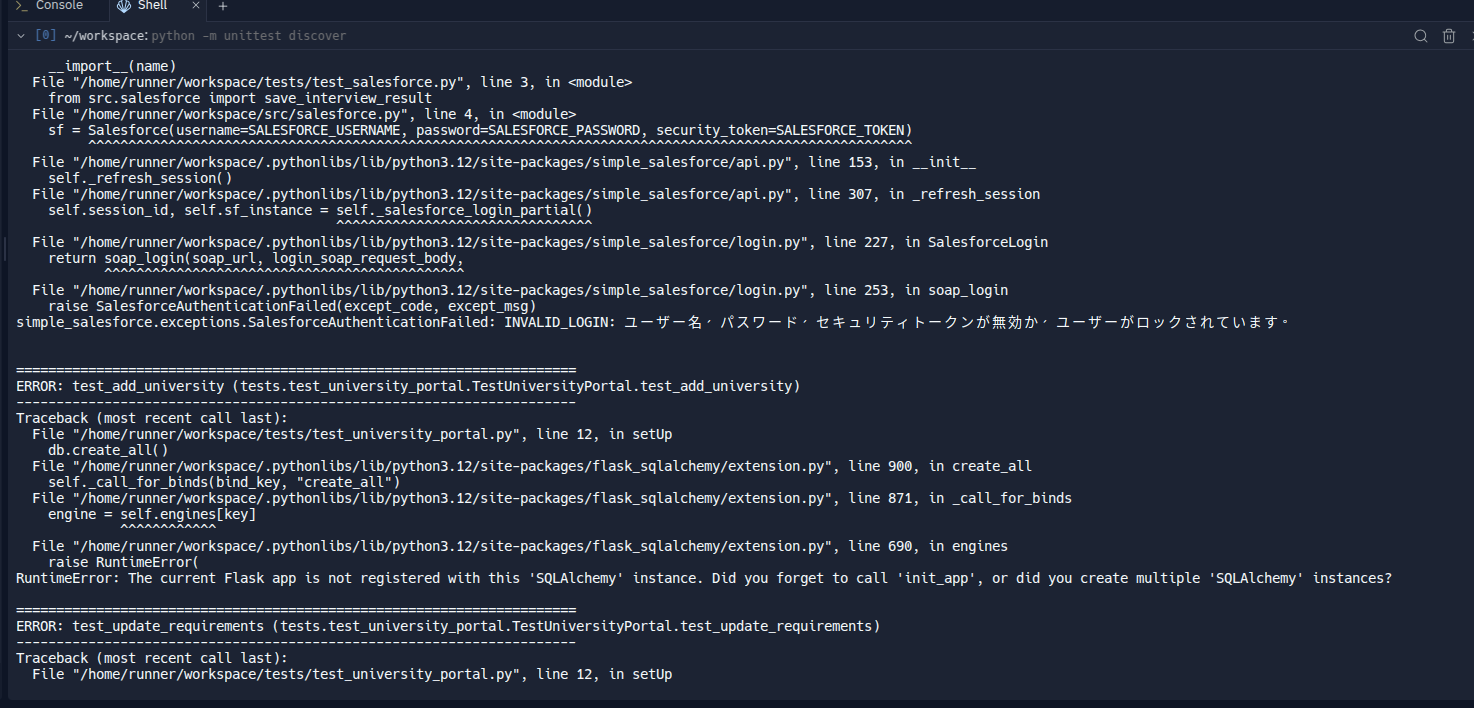 Console
Shell × +
[0] ~/workspace: python -m unittest discover
__import__(name)
File "/home/runner/workspace/tests/test_salesforce.py", line 3, in <module>
from src.salesforce import save_interview_result
File "/home/runner/workspace/src/salesforce.py", line 4, in <module>
sf = Salesforce(username=SALESFORCE_USERNAME, password=SALESFORCE_PASSWORD, security_token=SALESFORCE_TOKEN)
^^^^^^^^^^^^^^^^^^^^^^^^^^^^^^^^^^^^^^^^^^^^^^^^^^^^^^^^^^^^^^^^^^^^^^^^^^^^^^^^^^^^^^^^^^^^^^^^^^^^^^^
File "/home/runner/workspace/.pythonlibs/lib/python3.12/site-packages/simple_salesforce/api.py", line 153, in __init__
self._refresh_session()
File "/home/runner/workspace/.pythonlibs/lib/python3.12/site-packages/simple_salesforce/api.py", line 307, in _refresh_session
self.session_id, self.sf_instance = self._salesforce_login_partial()
^^^^^^^^^^^^^^^^^^^^^^^^^^^^^^^^
File "/home/runner/workspace/.pythonlibs/lib/python3.12/site-packages/simple_salesforce/login.py", line 227, in SalesforceLogin
return soap_login(soap_url, login_soap_request_body,
^^^^^^^^^^^^^^^^^^^^^^^^^^^^^^^^^^^^^^^^^^^^^
File "/home/runner/workspace/.pythonlibs/lib/python3.12/site-packages/simple_salesforce/login.py", line 253, in soap_login
raise SalesforceAuthenticationFailed(except_code, except_msg)
simple_salesforce.exceptions.SalesforceAuthenticationFailed: INVALID_LOGIN: ユーザー名、パスワード、セキュリティトークンが無効か、ユーザーがロックされています。
======================================================================
ERROR: test_add_university (tests.test_university_portal.TestUniversityPortal.test_add_university)
----------------------------------------------------------------------
Traceback (most recent call last):
File "/home/runner/workspace/tests/test_university_portal.py", line 12, in setUp
db.create_all()
File "/home/runner/workspace/.pythonlibs/lib/python3.12/site-packages/flask_sqlalchemy/extension.py", line 900, in create_all
self._call_for_binds(bind_key, "create_all")
File "/home/runner/workspace/.pythonlibs/lib/python3.12/site-packages/flask_sqlalchemy/extension.py", line 871, in _call_for_binds
engine = self.engines[key]
^^^^^^^^^^^^
File "/home/runner/workspace/.pythonlibs/lib/python3.12/site-packages/flask_sqlalchemy/extension.py", line 690, in engines
raise RuntimeError(
RuntimeError: The current Flask app is not registered with this 'SQLAlchemy' instance. Did you forget to call 'init_app', or did you create multiple 'SQLAlchemy' instances?
======================================================================
ERROR: test_update_requirements (tests.test_university_portal.TestUniversityPortal.test_update_requirements)
----------------------------------------------------------------------
Traceback (most recent call last):
File "/home/runner/workspace/tests/test_university_portal.py", line 12, in setUp